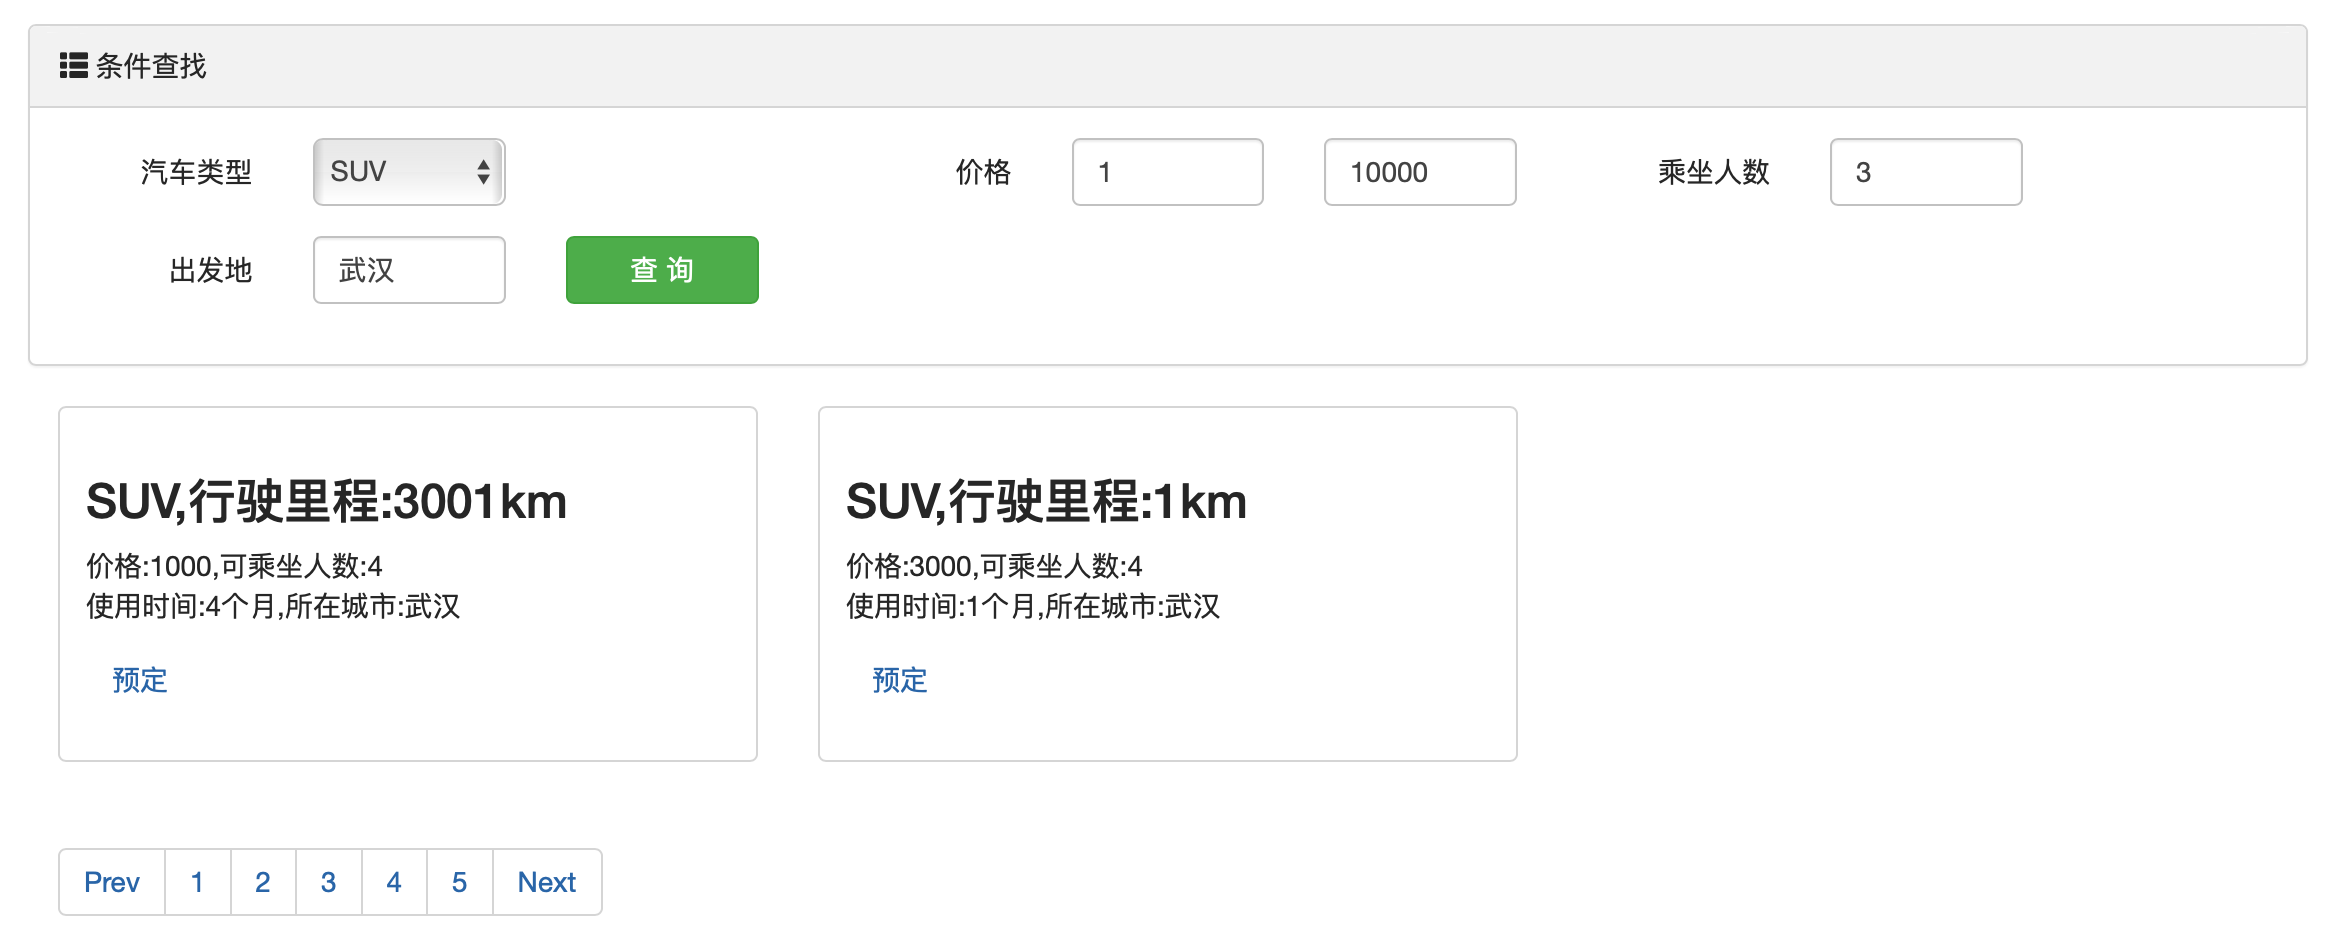 条件查找
汽车类型 SUV 价格 1 10000 乘坐人数 3
出发地 武汉 查 询
SUV,行驶里程:3001km
价格:1000,可乘坐人数:4
使用时间:4个月,所在城市:武汉
预定
SUV,行驶里程:1km
价格:3000,可乘坐人数:4
使用时间:1个月,所在城市:武汉
预定
Prev 1 2 3 4 5 Next